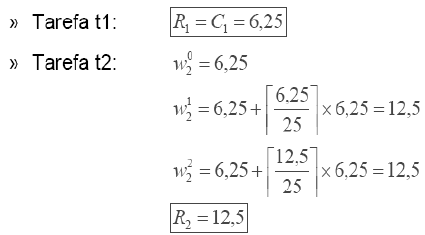 » Tarefa t1: R₁ = C₁ = 6,25
» Tarefa t2: w₂⁰ = 6,25
w₂¹ = 6,25 + ⌈6,25/25⌉ × 6,25 = 12,5
w₂² = 6,25 + ⌈12,5/25⌉ × 6,25 = 12,5
R₂ = 12,5